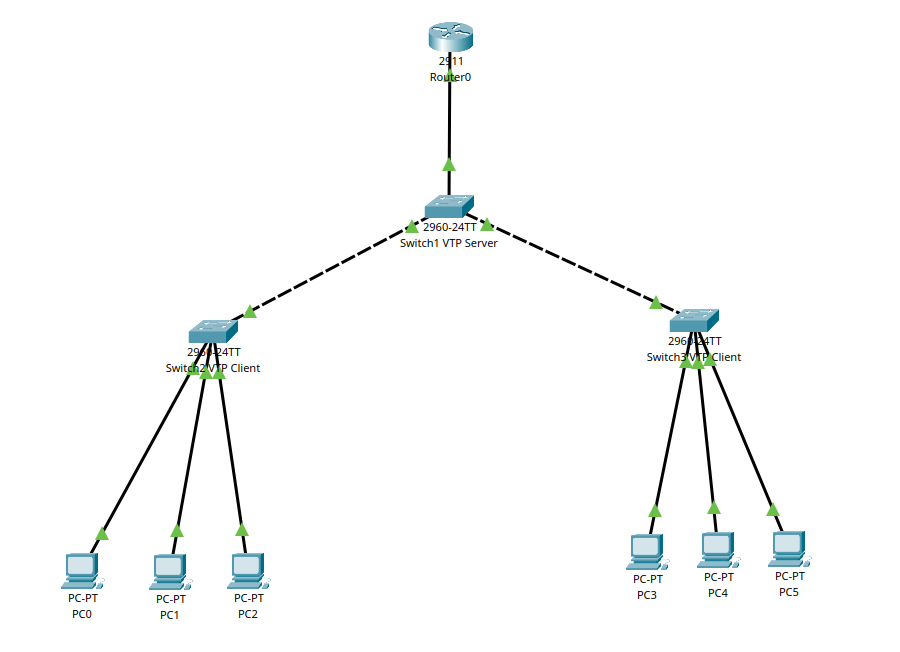 2911
Router0
2960-24TT
Switch1 VTP Server
2960-24TT
Switch2 VTP Client
2960-24TT
Switch3 VTP Client
PC-PT
PC0
PC-PT
PC1
PC-PT
PC2
PC-PT
PC3
PC-PT
PC4
PC-PT
PC5